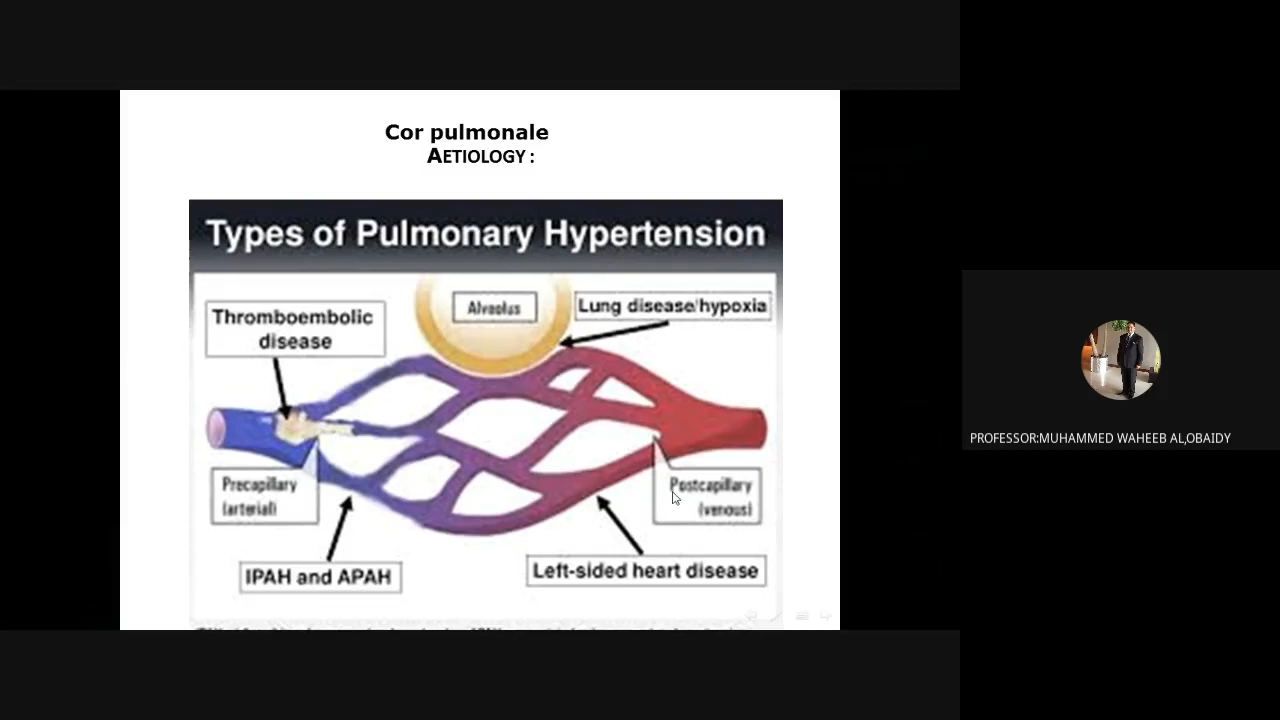 Cor pulmonale
AETIOLOGY :
Types of Pulmonary Hypertension
Thromboembolic
disease
Alveolus
Lung disease/hypoxia
Precapillary
(arterial)
Postcapillary
(venous)
IPAH and APAH
Left-sided heart disease
PROFESSOR:MUHAMMED WAHEEB AL,OBAIDY